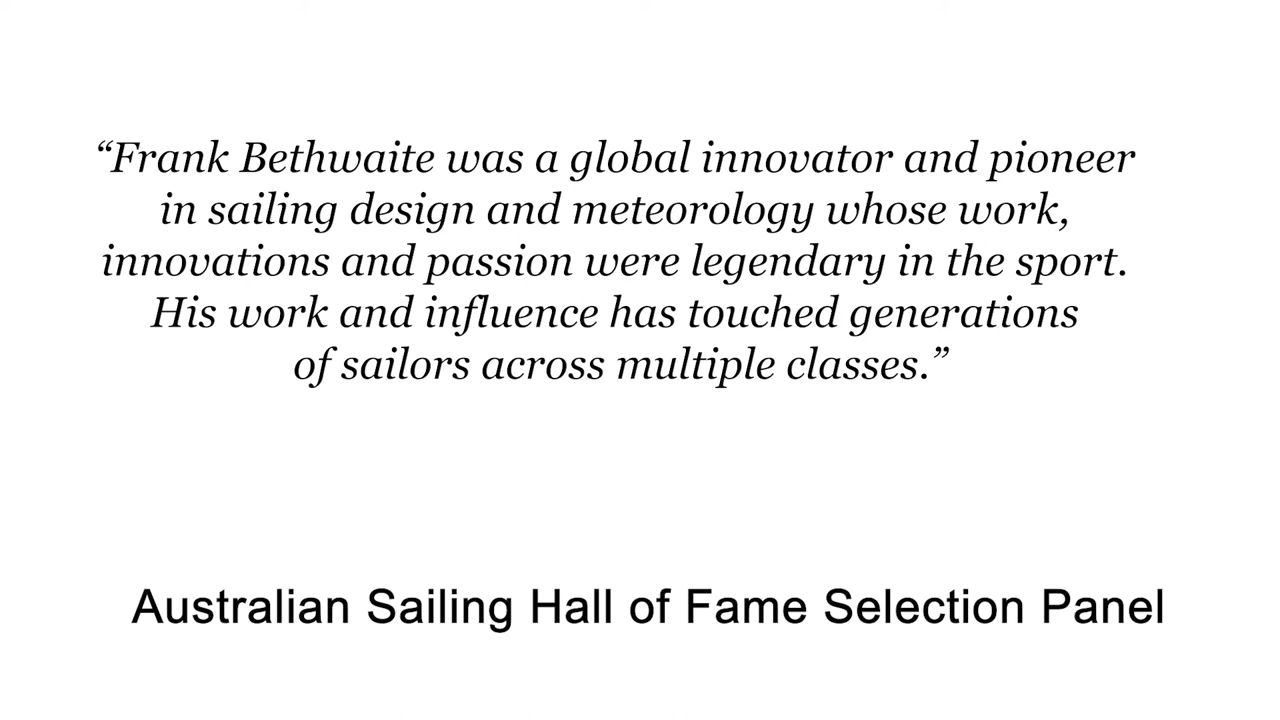 “Frank Bethwaite was a global innovator and pioneer
in sailing design and meteorology whose work,
innovations and passion were legendary in the sport.
His work and influence has touched generations
of sailors across multiple classes.”
Australian Sailing Hall of Fame Selection Panel